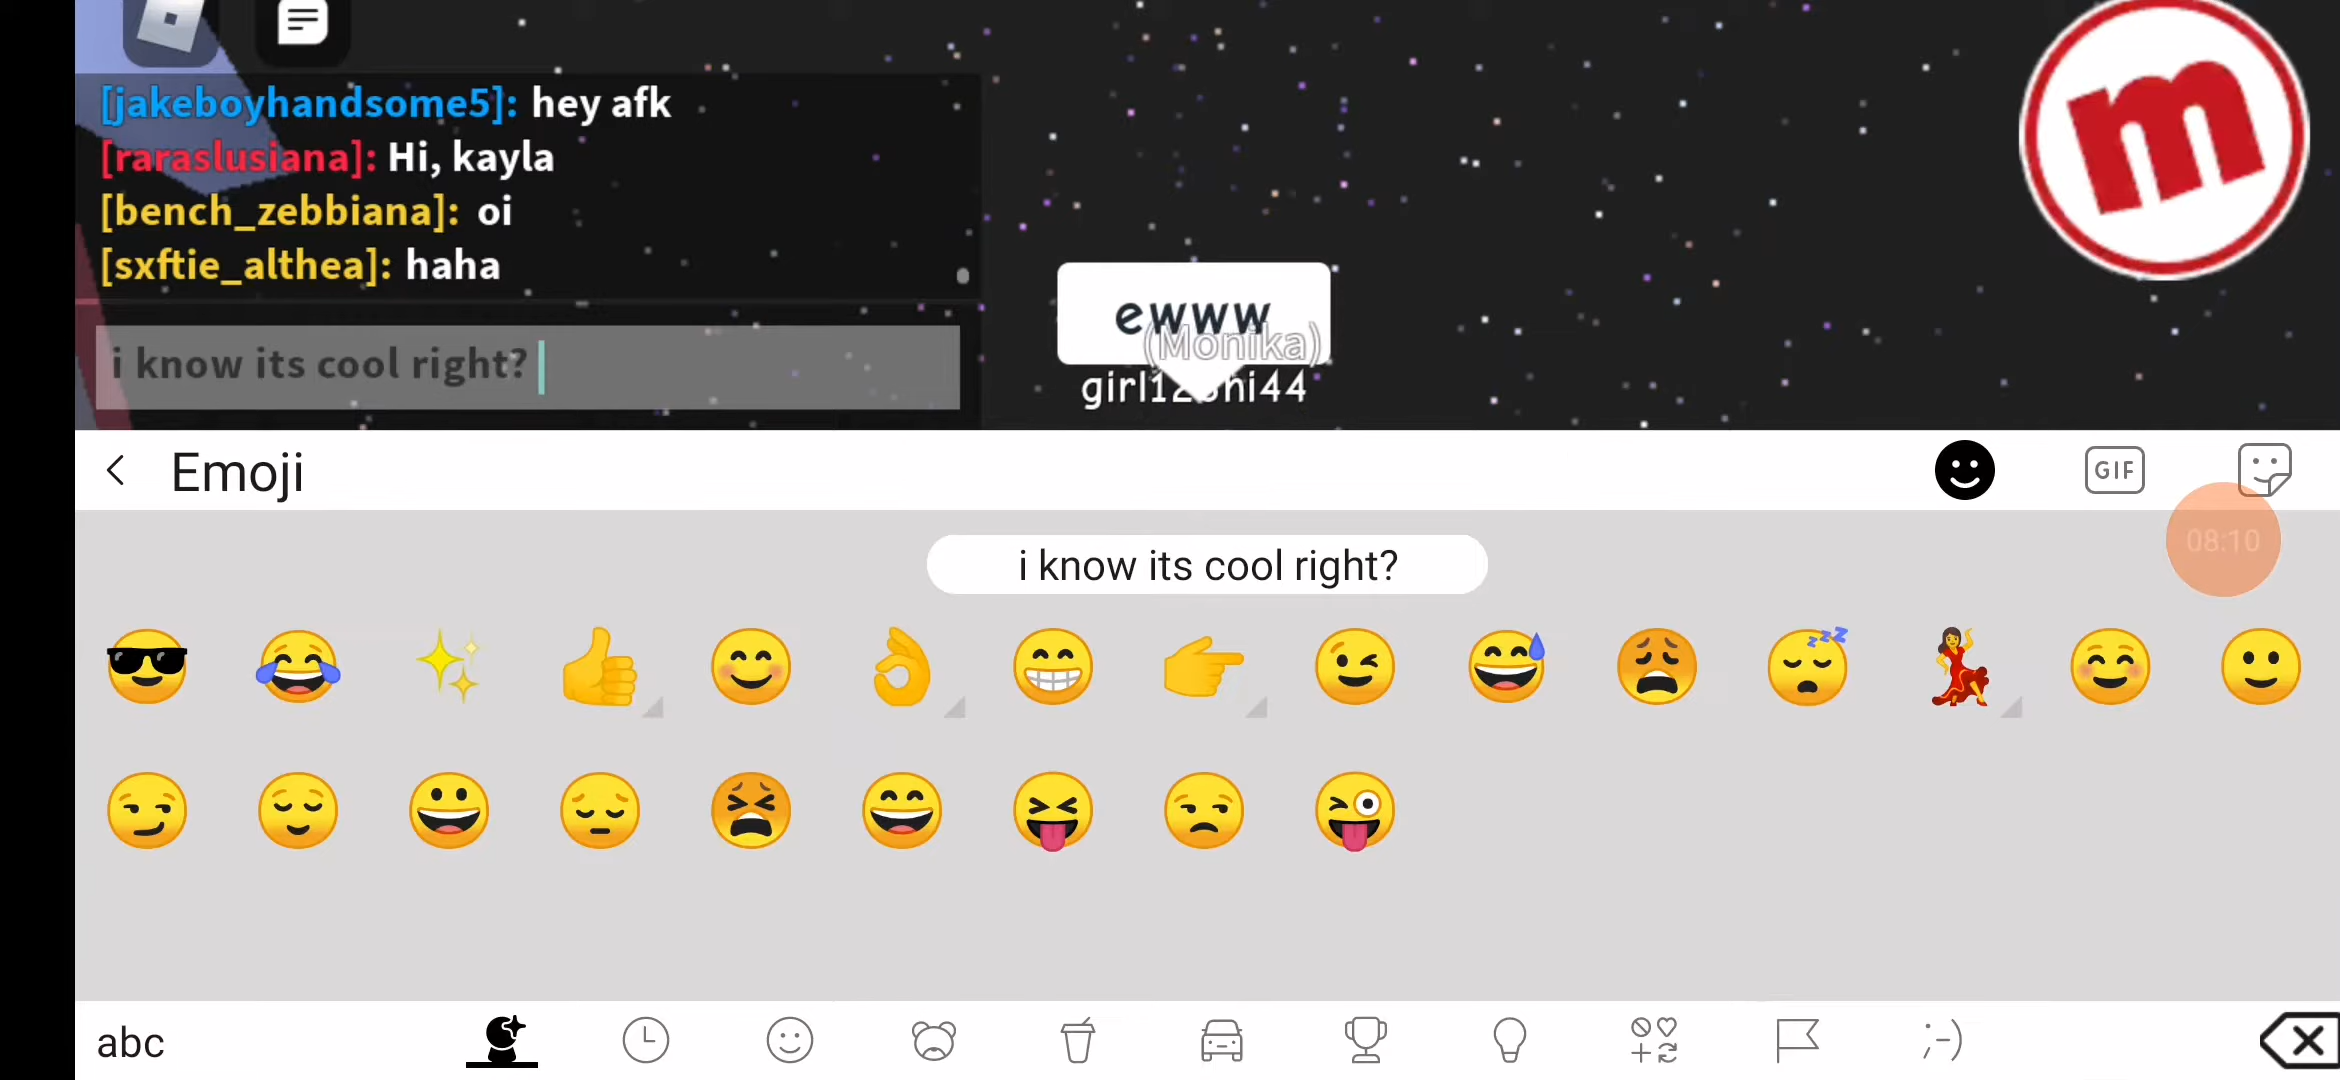 [jakeboyhandsome5]: hey afk
[raraslusiana]: Hi, kayla
[bench_zebbiana]: oi
[sxftie_althea]: haha
i know its cool right?
ewww
(Monika)
m
Emoji
GIF
08:10
i know its cool right?
abc
;-)